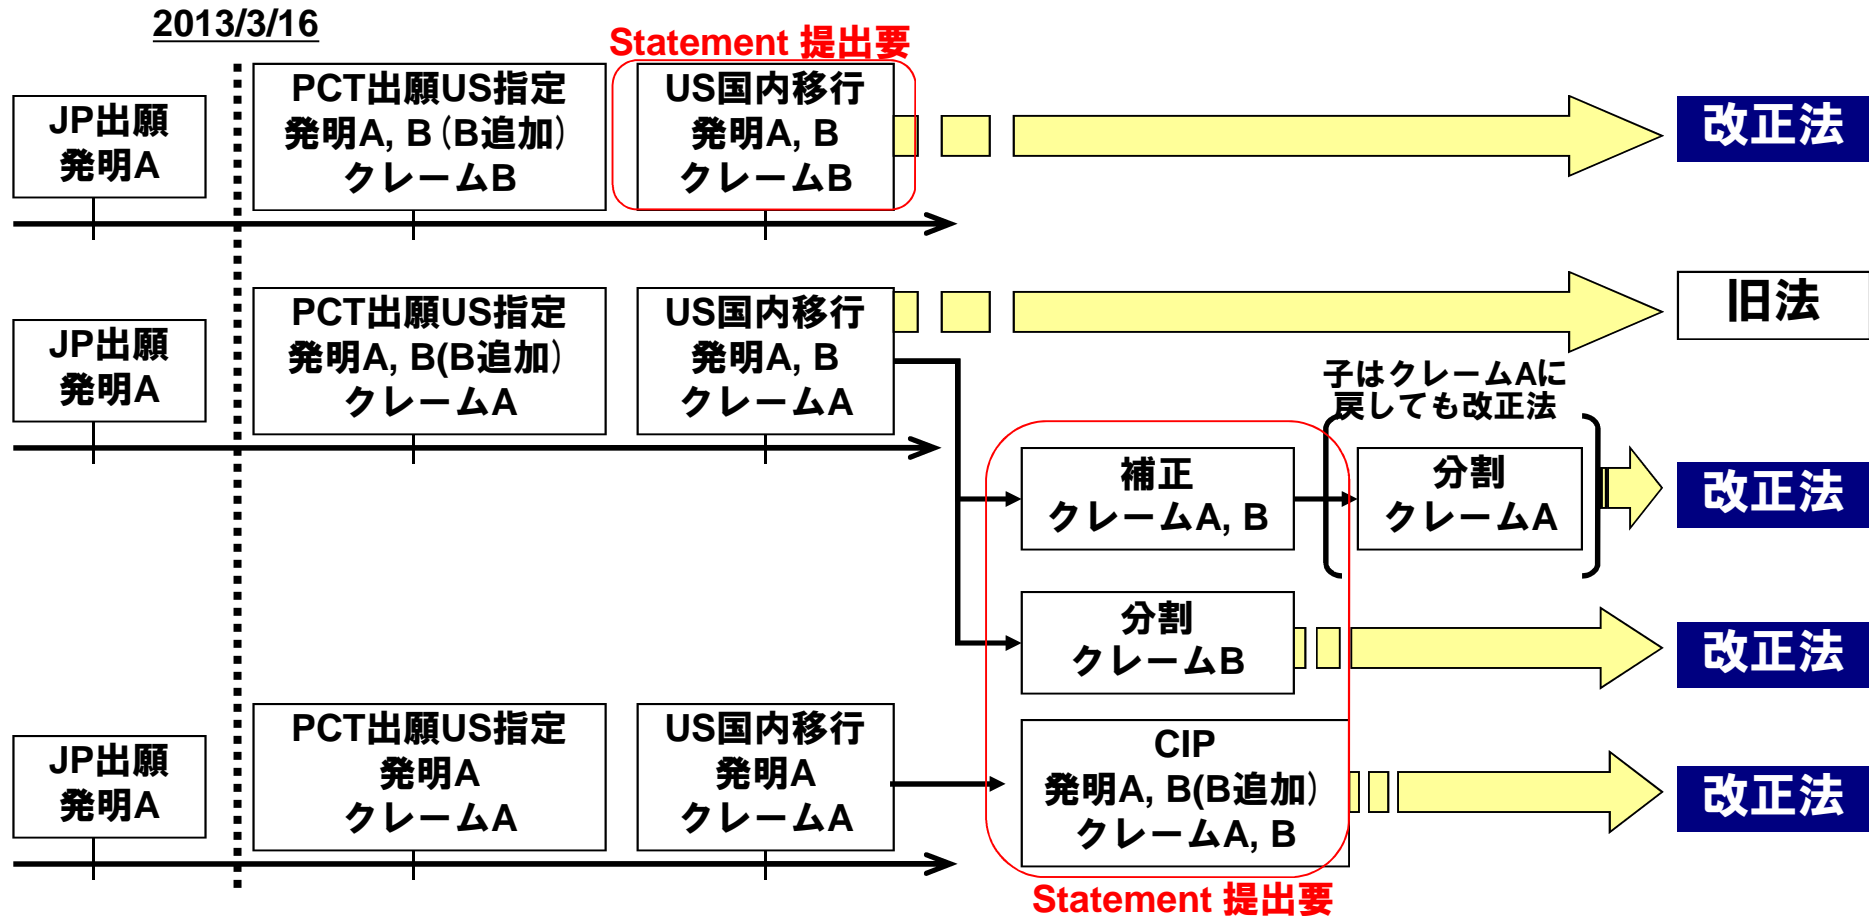 2013/3/16
Statement 提出要
JP出願
発明A
PCT出願US指定
発明A, B（B追加）
クレームB
US国内移行
発明A, B
クレームB
改正法
JP出願
発明A
PCT出願US指定
発明A, B(B追加）
クレームA
US国内移行
発明A, B
クレームA
旧法
子はクレームAに
戻しても改正法
補正
クレームA, B
分割
クレームA
改正法
分割
クレームB
改正法
JP出願
発明A
PCT出願US指定
発明A
クレームA
US国内移行
発明A
クレームA
CIP
発明A, B(B追加）
クレームA, B
改正法
Statement 提出要